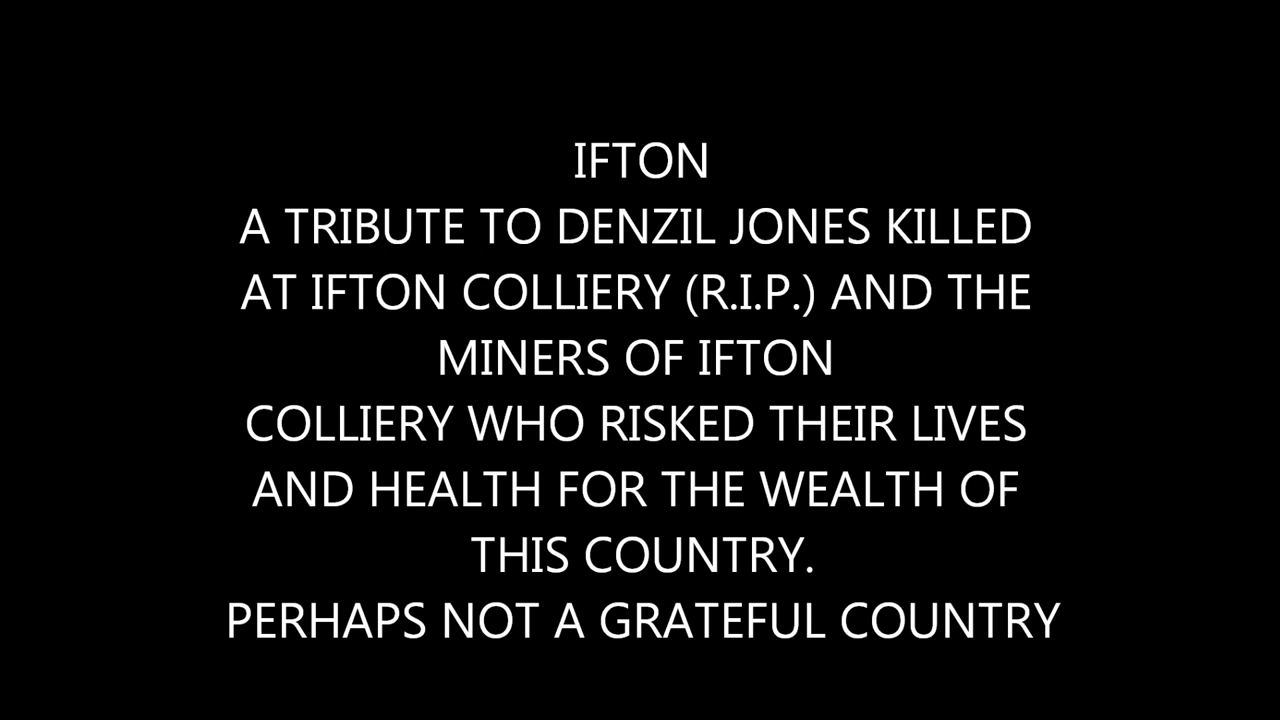 IFTON
A TRIBUTE TO DENZIL JONES KILLED
AT IFTON COLLIERY (R.I.P.) AND THE
MINERS OF IFTON
COLLIERY WHO RISKED THEIR LIVES
AND HEALTH FOR THE WEALTH OF
THIS COUNTRY.
PERHAPS NOT A GRATEFUL COUNTRY